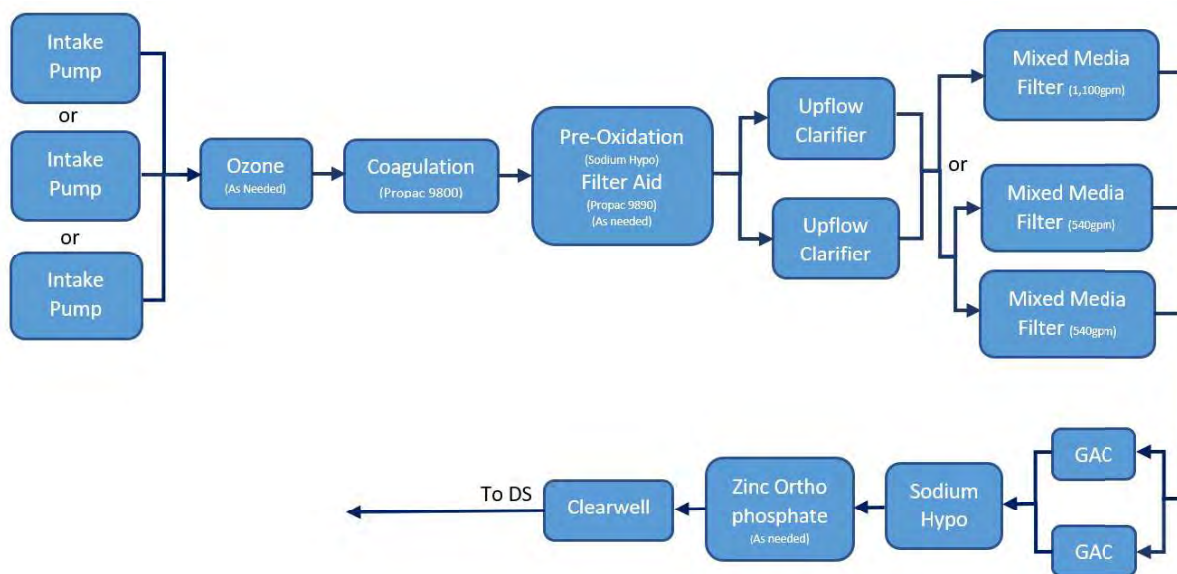 Intake
Pump
or
Intake
Pump
or
Intake
Pump
Ozone
(As Needed)
Coagulation
(Propac 9800)
Pre-Oxidation
(Sodium Hypo)
Filter Aid
(Propac 9890)
(As needed)
Upflow
Clarifier
Upflow
Clarifier
or
Mixed Media
Filter (1,100gpm)
Mixed Media
Filter (540gpm)
Mixed Media
Filter (540gpm)
GAC
GAC
Sodium
Hypo
Zinc Ortho
phosphate
(As needed)
Clearwell
To DS